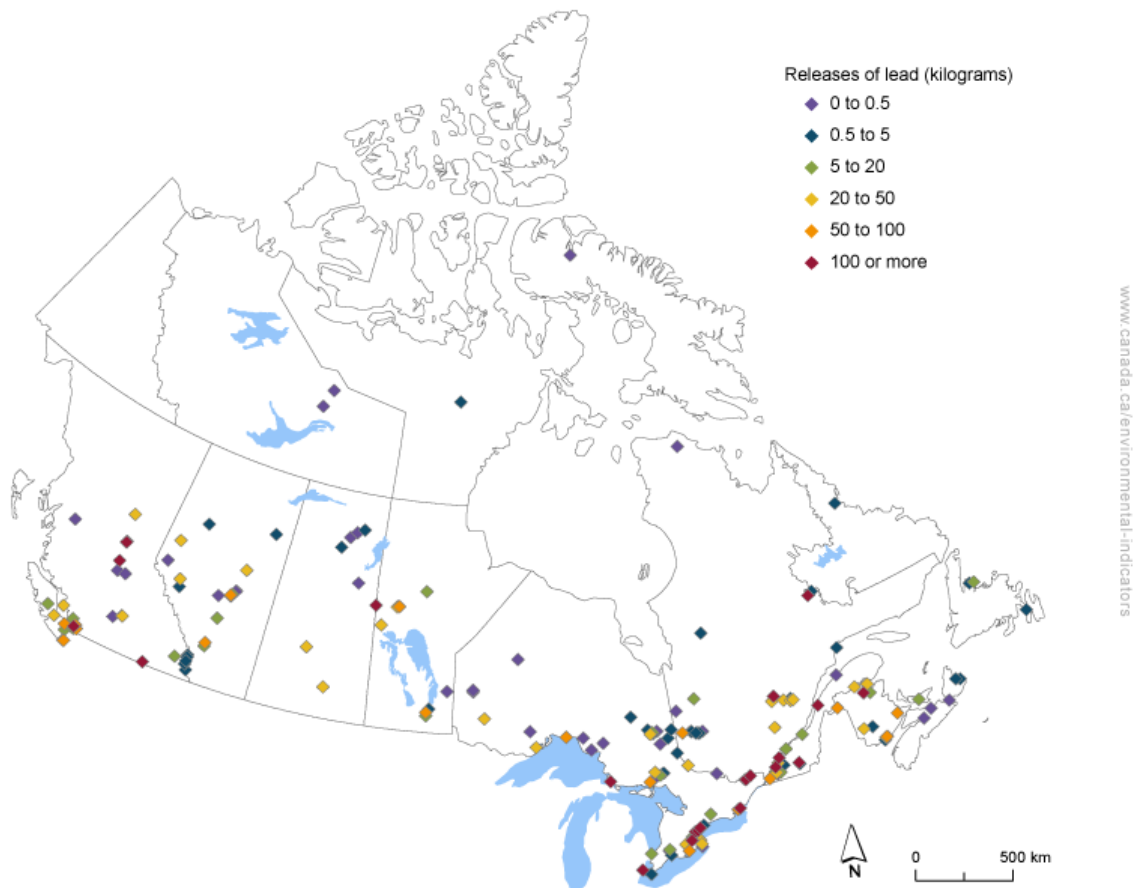 Releases of lead (kilograms)
0 to 0.5
0.5 to 5
5 to 20
20 to 50
50 to 100
100 or more
www.canada.ca/environmental-indicators
N
0 500 km